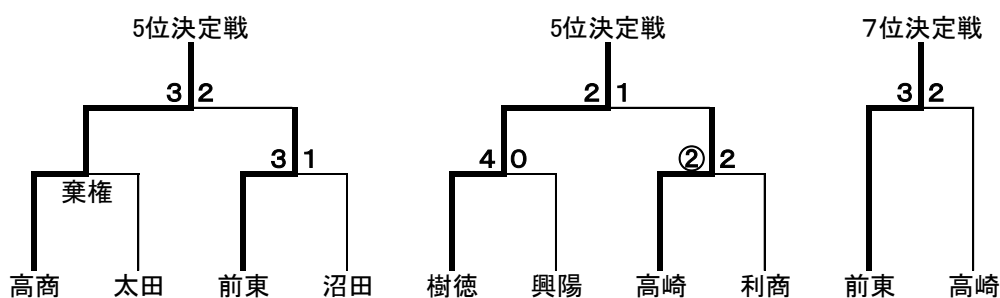 5位決定戦 5位決定戦 7位決定戦
3 2 2 1 3 2
3 1 4 0 ② 2
棄権
高商 太田 前東 沼田 樹徳 興陽 高崎 利商 前東 高崎